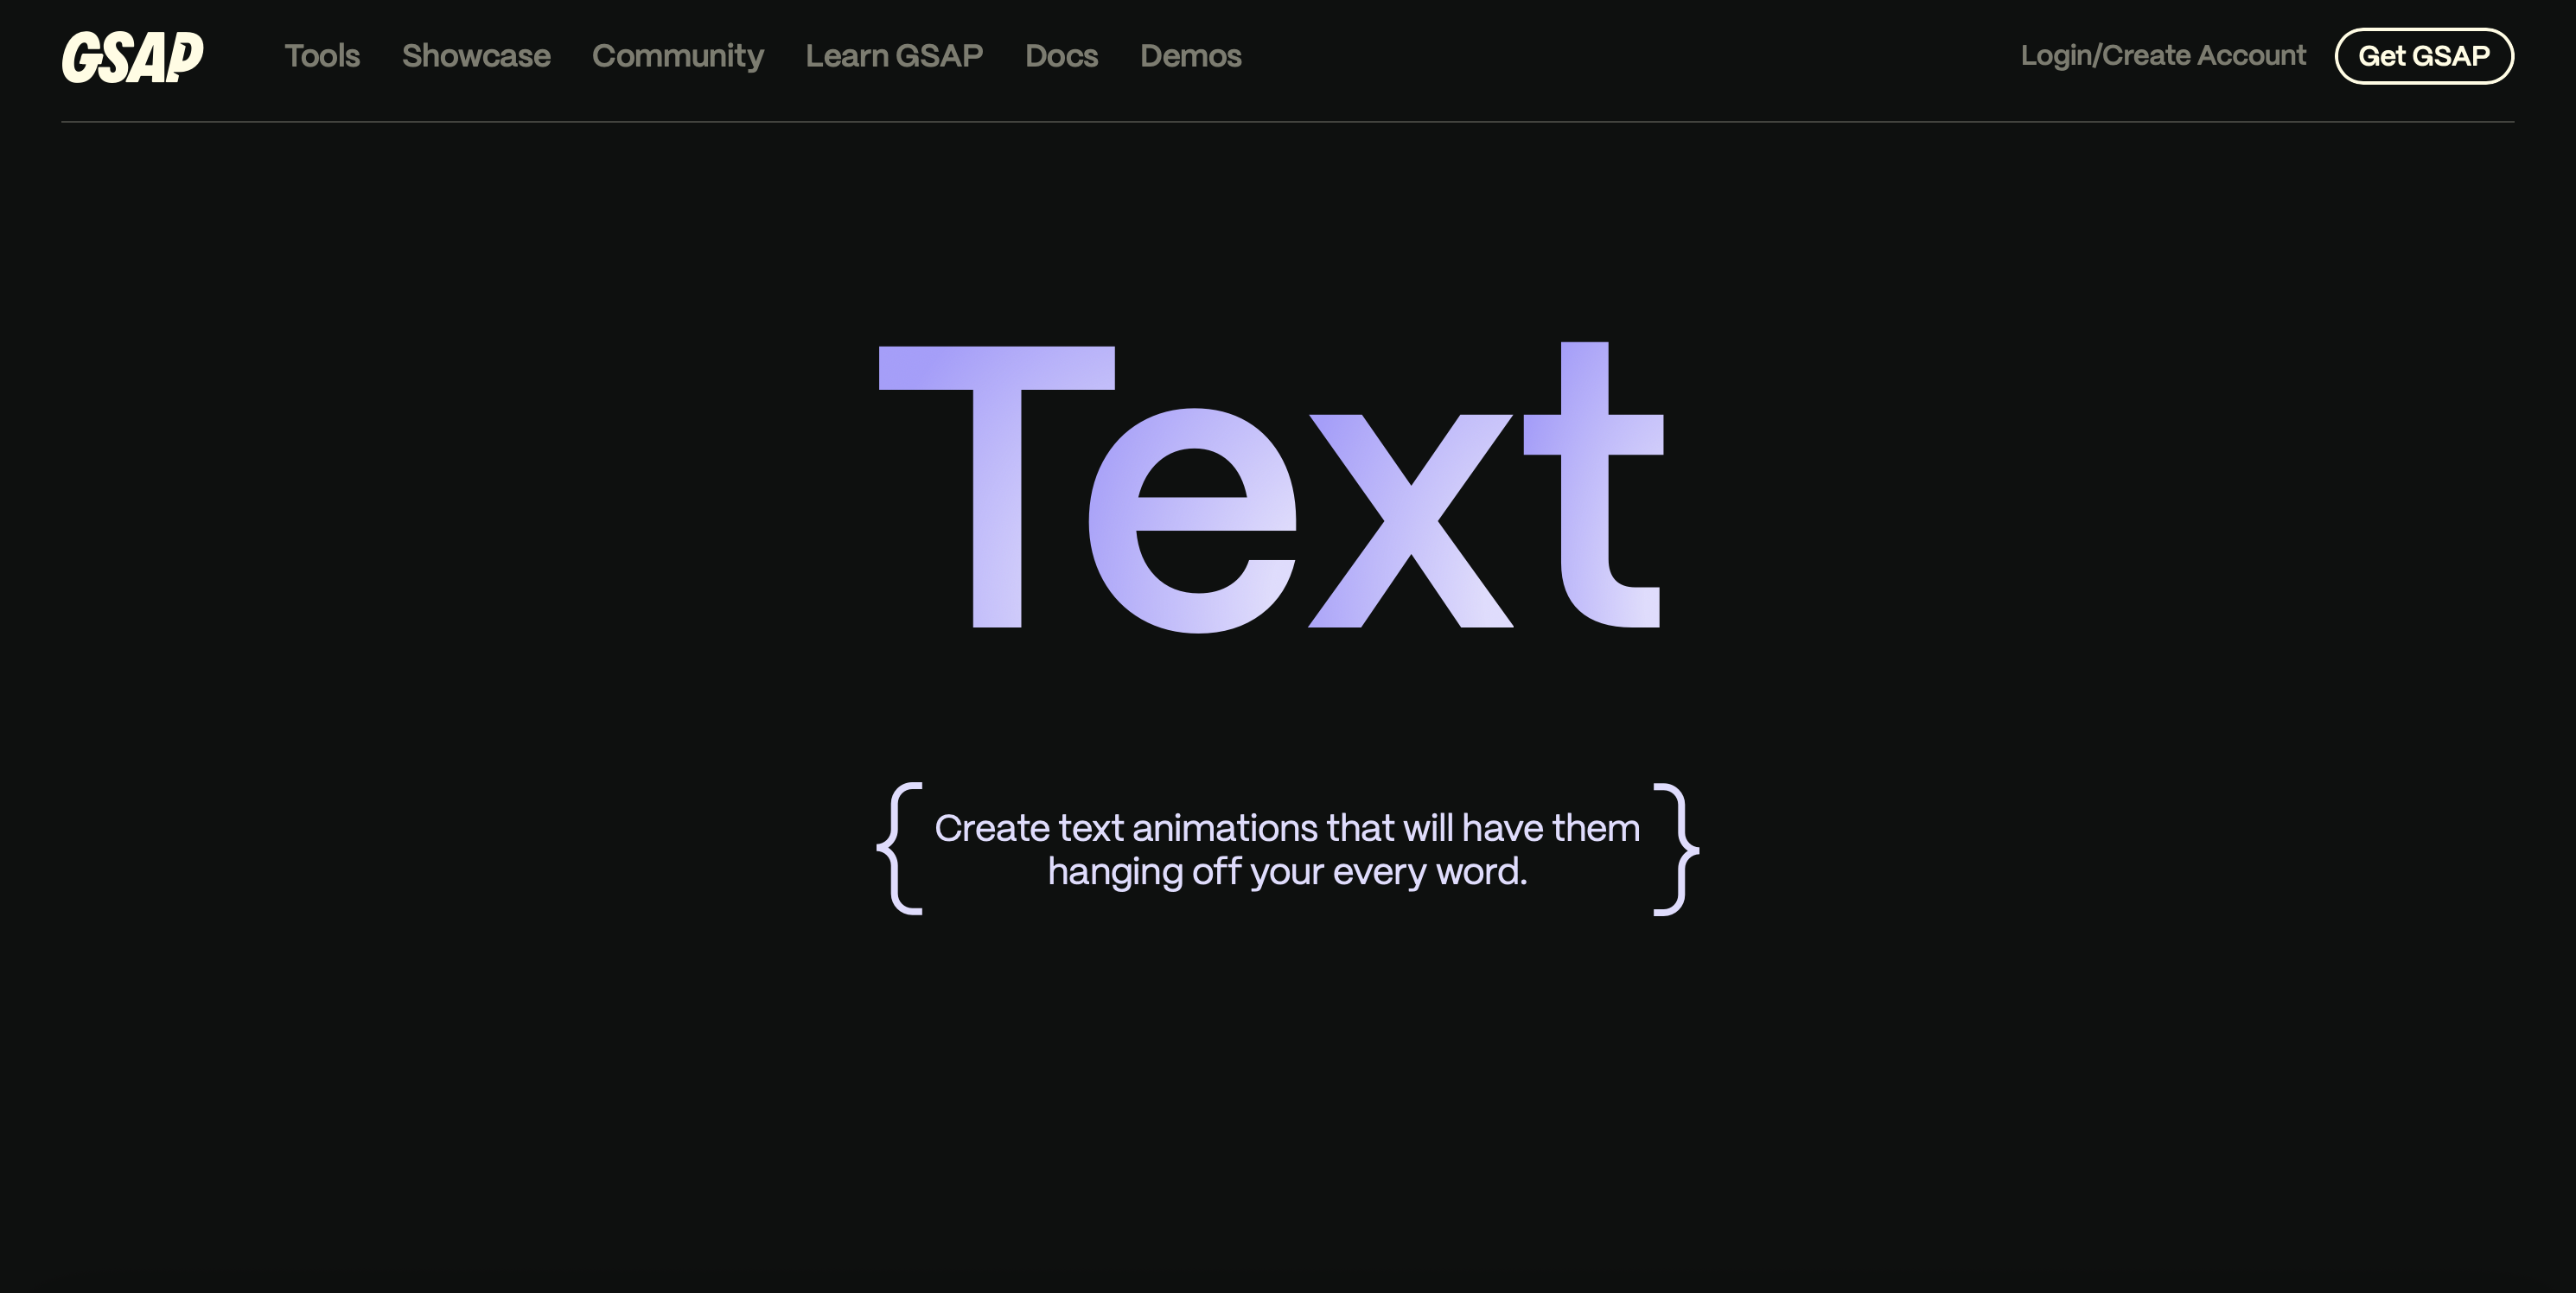 GSAP Tools Showcase Community Learn GSAP Docs Demos Login/Create Account Get GSAP
Text
{ Create text animations that will have them
hanging off your every word. }